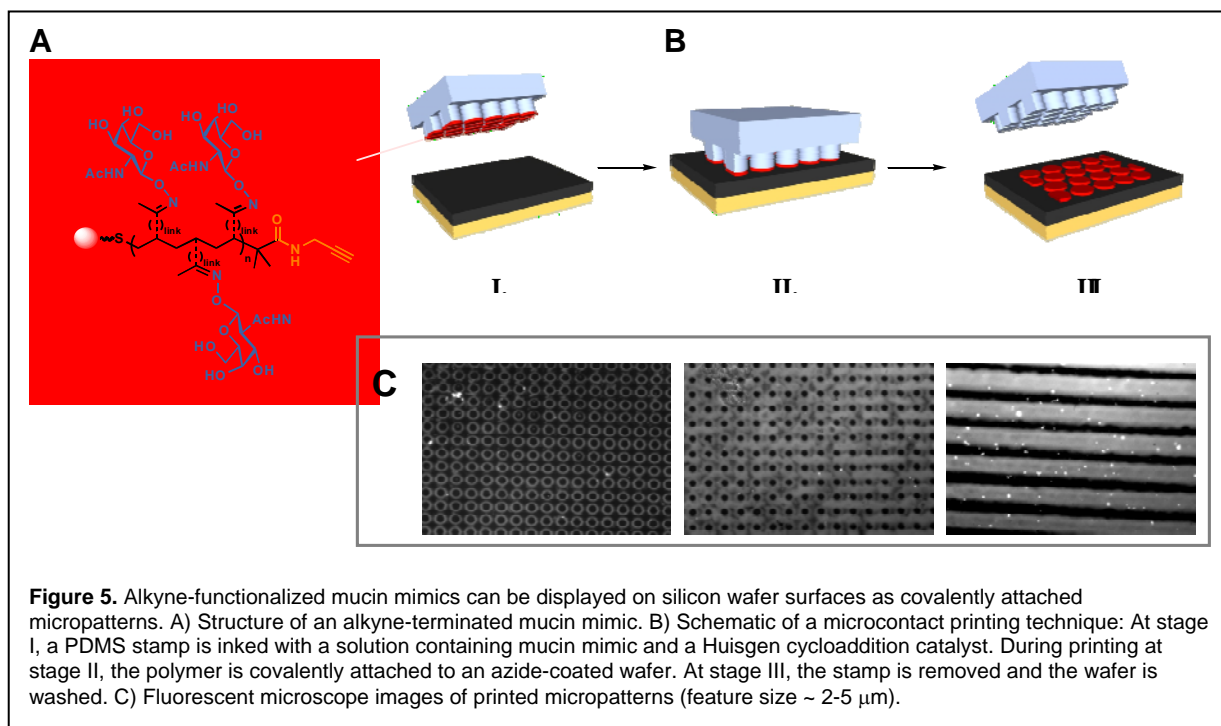 A
B
HO
HO
OH
O
AcHN
O
N
HO
HO
OH
O
AcHN
O
N
S
link
link
n
O
N
H
link
N
O
O
AcHN
HO
HO
OH
I.
II.
III
C
Figure 5. Alkyne-functionalized mucin mimics can be displayed on silicon wafer surfaces as covalently attached
micropatterns. A) Structure of an alkyne-terminated mucin mimic. B) Schematic of a microcontact printing technique: At stage
I, a PDMS stamp is inked with a solution containing mucin mimic and a Huisgen cycloaddition catalyst. During printing at
stage II, the polymer is covalently attached to an azide-coated wafer. At stage III, the stamp is removed and the wafer is
washed. C) Fluorescent microscope images of printed micropatterns (feature size ~ 2-5 μm).